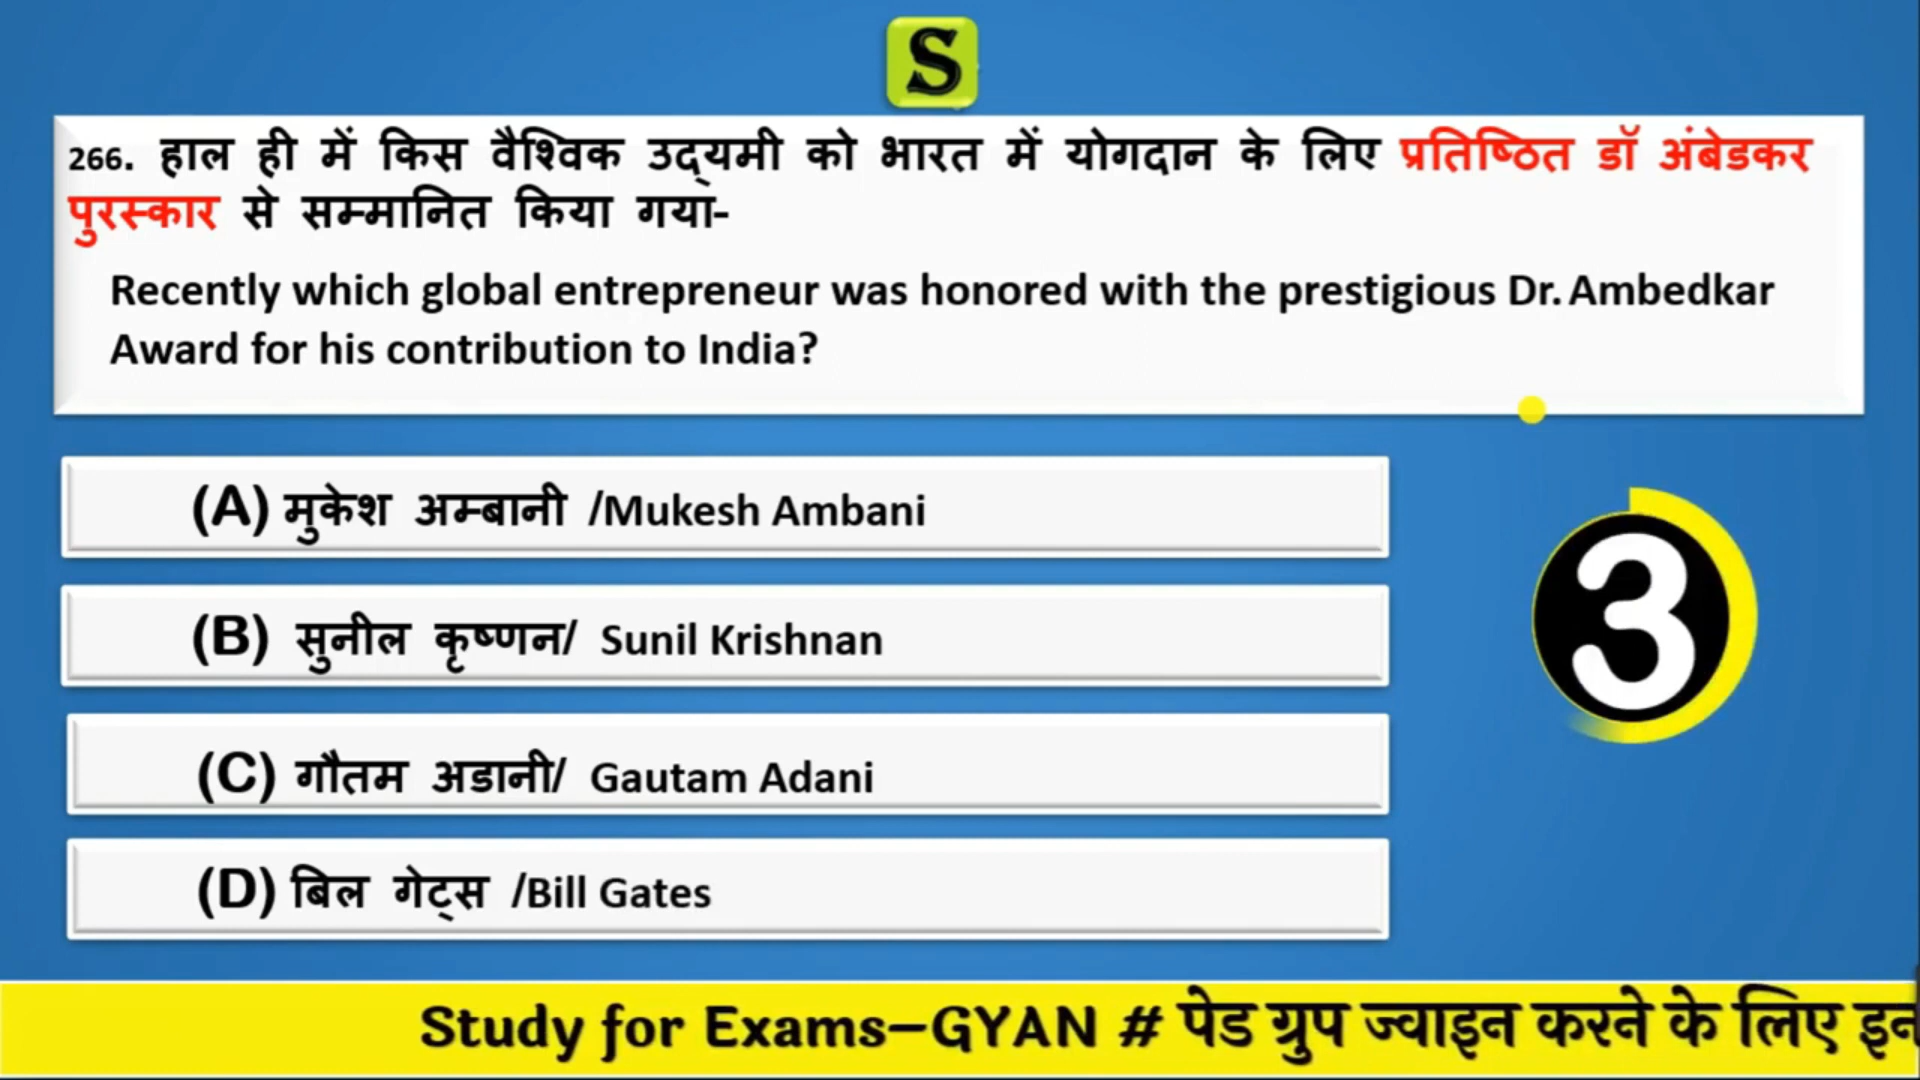 S
266. हाल ही में किस वैश्विक उद्यमी को भारत में योगदान के लिए प्रतिष्ठित डॉ अंबेडकर
पुरस्कार से सम्मानित किया गया-
Recently which global entrepreneur was honored with the prestigious Dr. Ambedkar
Award for his contribution to India?
(A) मुकेश अम्बानी /Mukesh Ambani
(B) सुनील कृष्णन/ Sunil Krishnan
3
(C) गौतम अडानी/ Gautam Adani
(D) बिल गेट्स /Bill Gates
Study for Exams—GYAN # पेड ग्रुप ज्वाइन करने के लिए इन